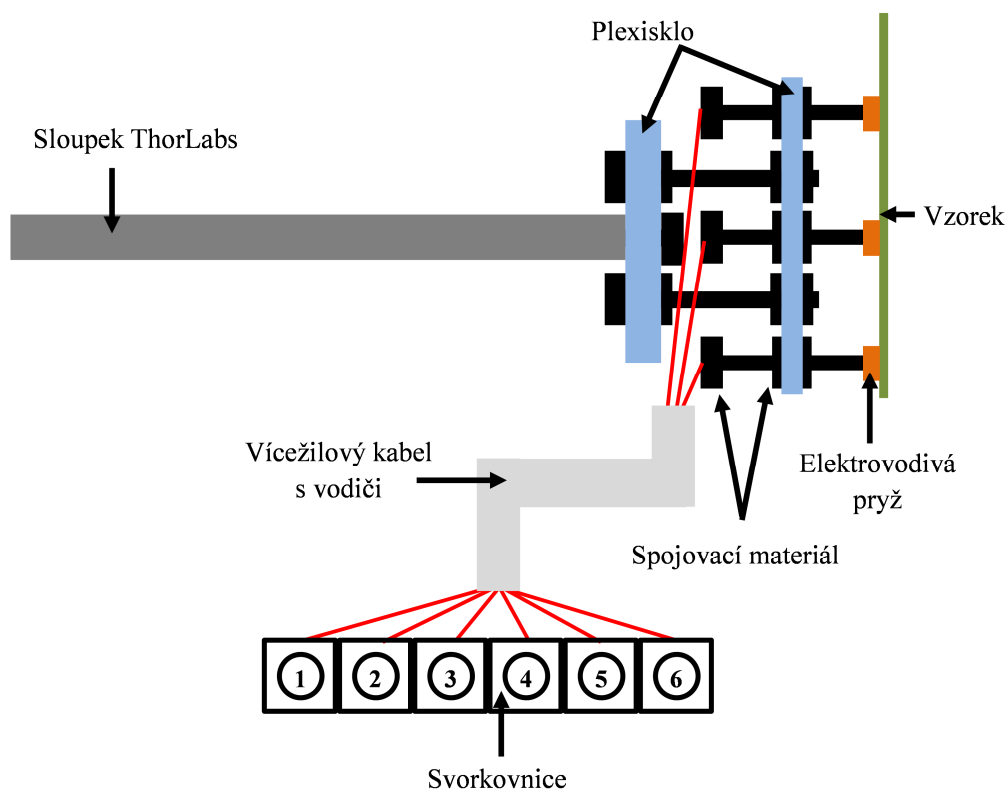 Plexisklo
Sloupek ThorLabs
Vzorek
Vícežilový kabel
s vodiči
Elektrovodivá
pryž
Spojovací materiál
1 2 3 4 5 6
Svorkovnice